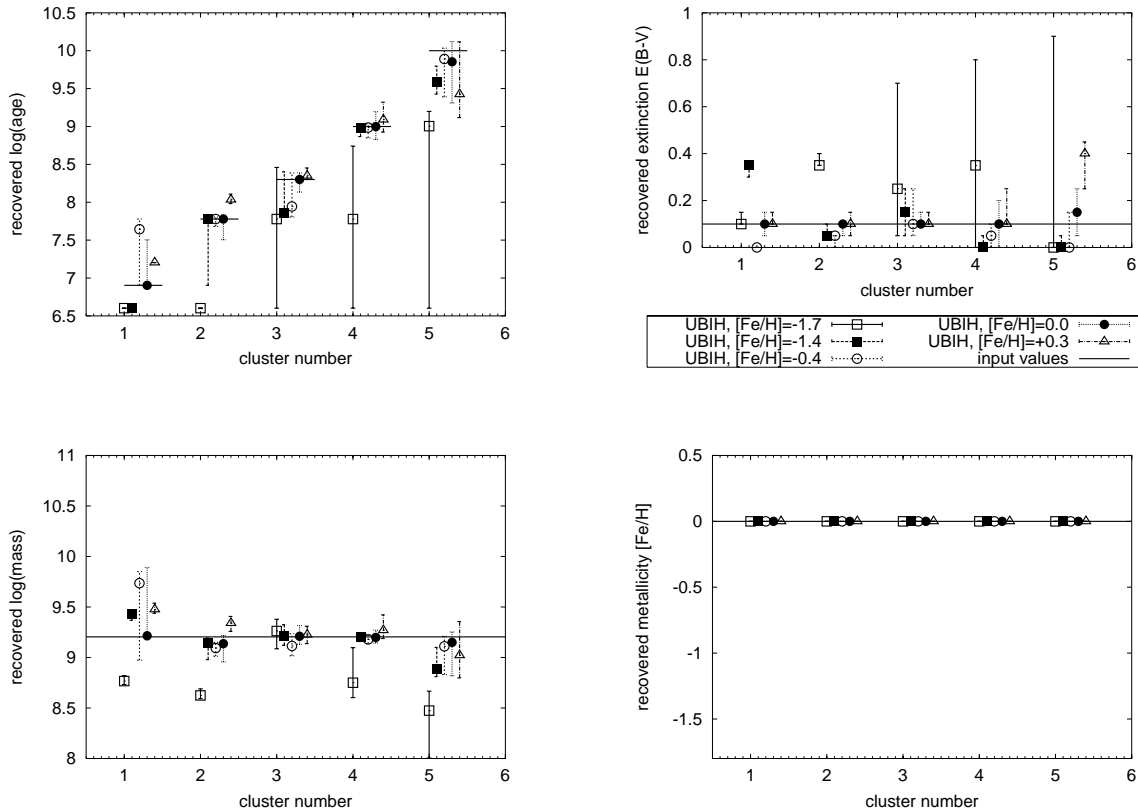 10.5
10
9.5
9
8.5
8
7.5
7
6.5
1 2 3 4 5 6
recovered log(age)
cluster number
1
0.8
0.6
0.4
0.2
0
1 2 3 4 5 6
recovered extinction E(B-V)
cluster number
UBIH, [Fe/H]=-1.7
UBIH, [Fe/H]=-1.4
UBIH, [Fe/H]=-0.4
UBIH, [Fe/H]=0.0
UBIH, [Fe/H]=+0.3
input values
11
10.5
10
9.5
9
8.5
8
1 2 3 4 5 6
recovered log(mass)
cluster number
0.5
0
-0.5
-1
-1.5
1 2 3 4 5 6
recovered metallicity [Fe/H]
cluster number